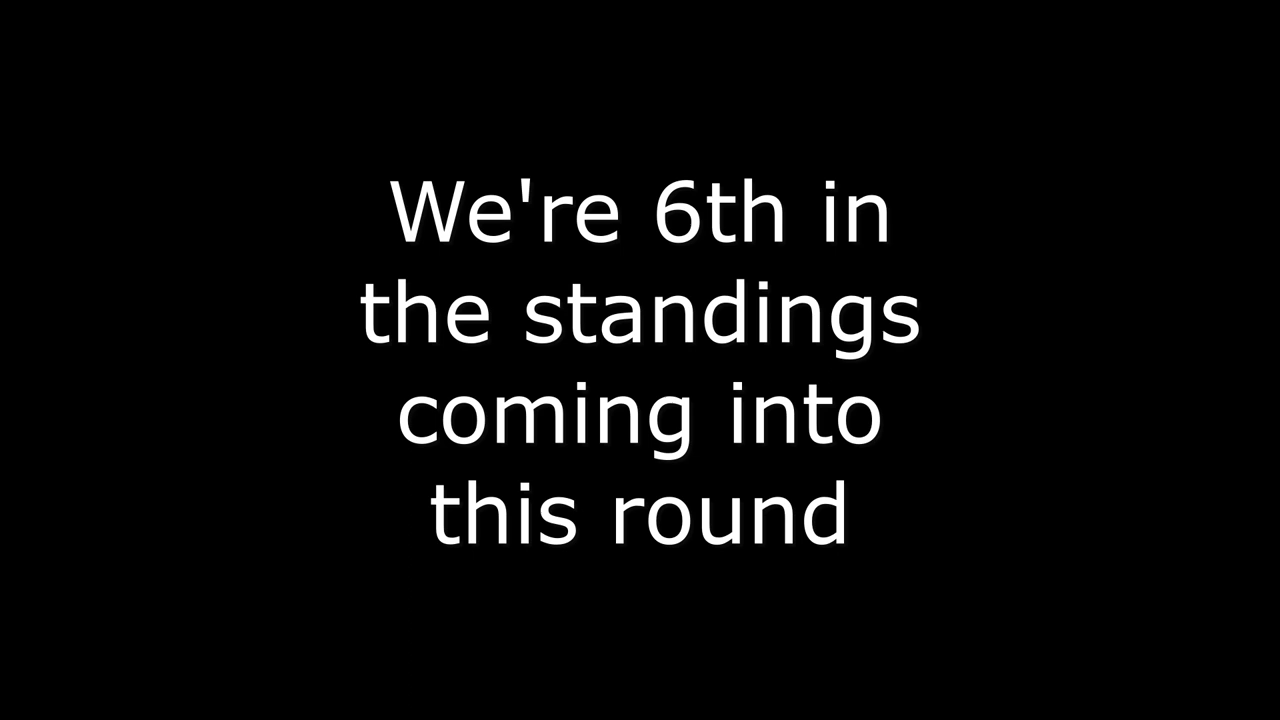 We're 6th in
the standings
coming into
this round